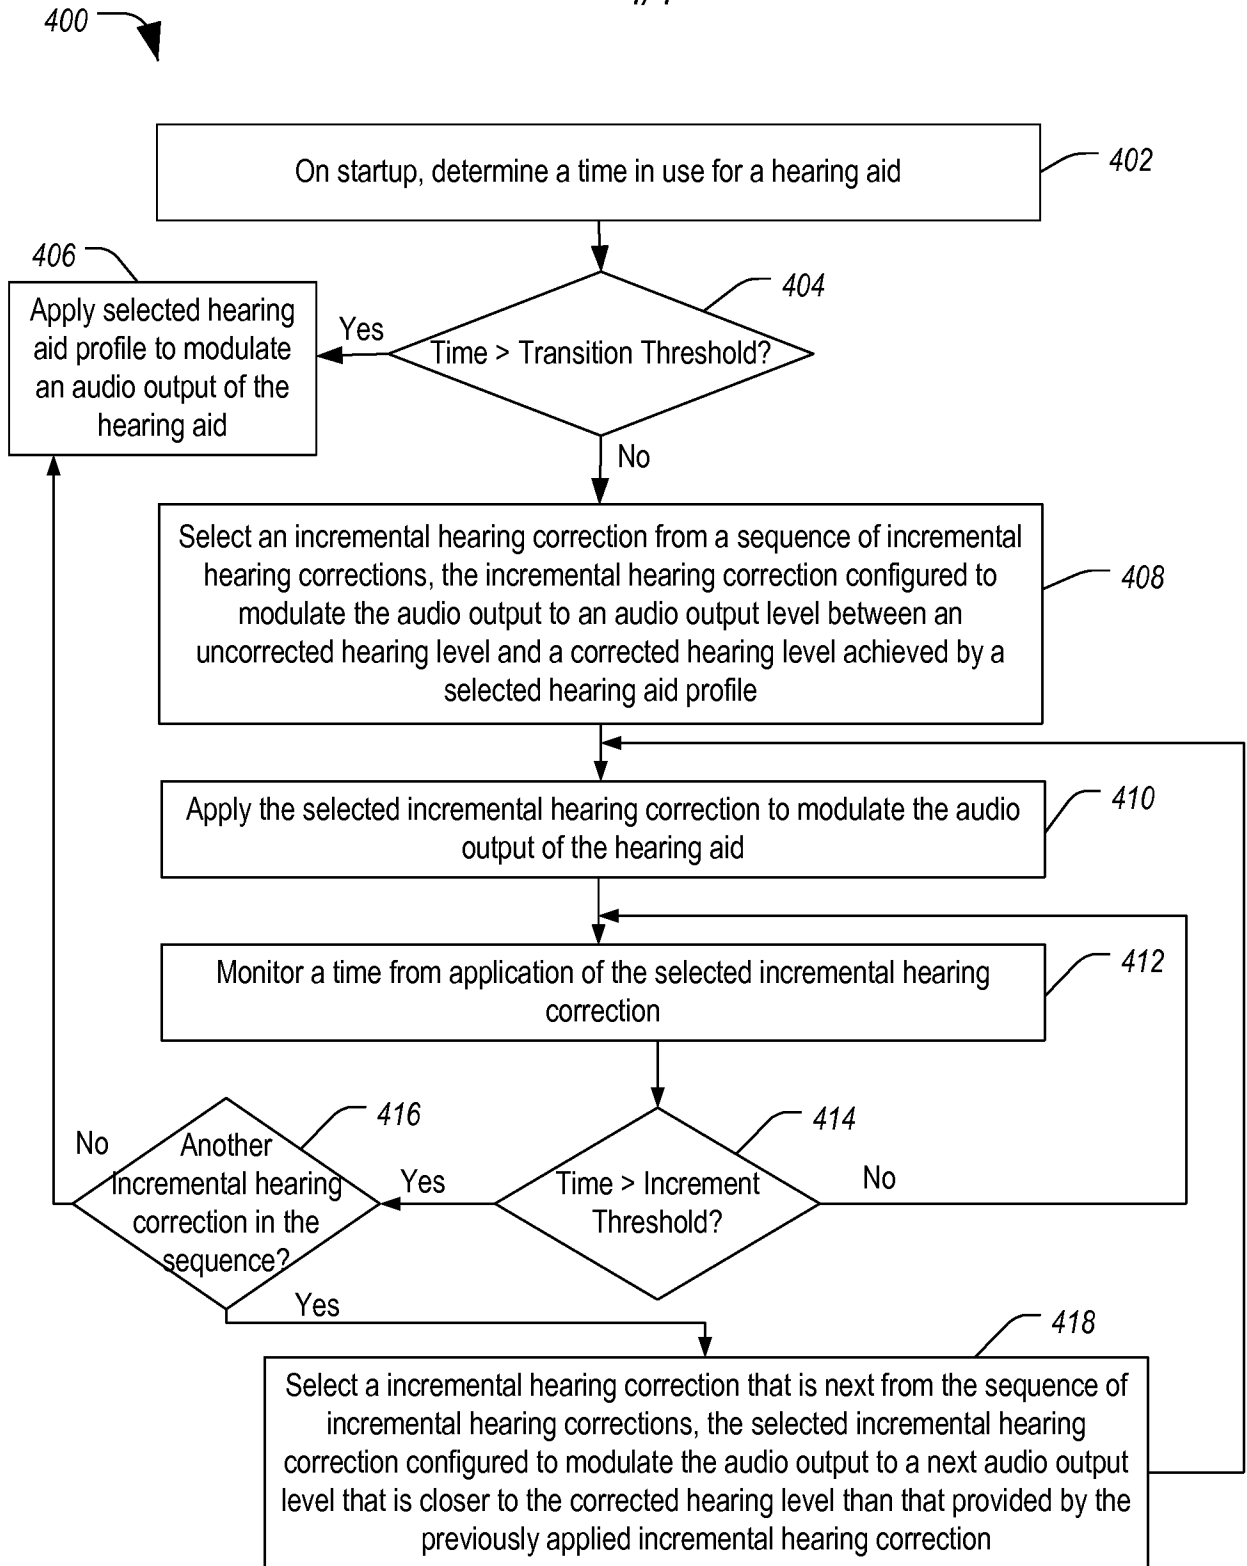 400
On startup, determine a time in use for a hearing aid
402
406
404
Apply selected hearing
aid profile to modulate
an audio output of the
hearing aid
Yes
Time > Transition Threshold?
No
Select an incremental hearing correction from a sequence of incremental
hearing corrections, the incremental hearing correction configured to
modulate the audio output to an audio output level between an
uncorrected hearing level and a corrected hearing level achieved by a
selected hearing aid profile
408
Apply the selected incremental hearing correction to modulate the audio
output of the hearing aid
410
Monitor a time from application of the selected incremental hearing
correction
412
416
414
No
Another
Incremental hearing
correction in the
sequence?
Yes
Time > Increment
Threshold?
No
Yes
418
Select a incremental hearing correction that is next from the sequence of
incremental hearing corrections, the selected incremental hearing
correction configured to modulate the audio output to a next audio output
level that is closer to the corrected hearing level than that provided by the
previously applied incremental hearing correction